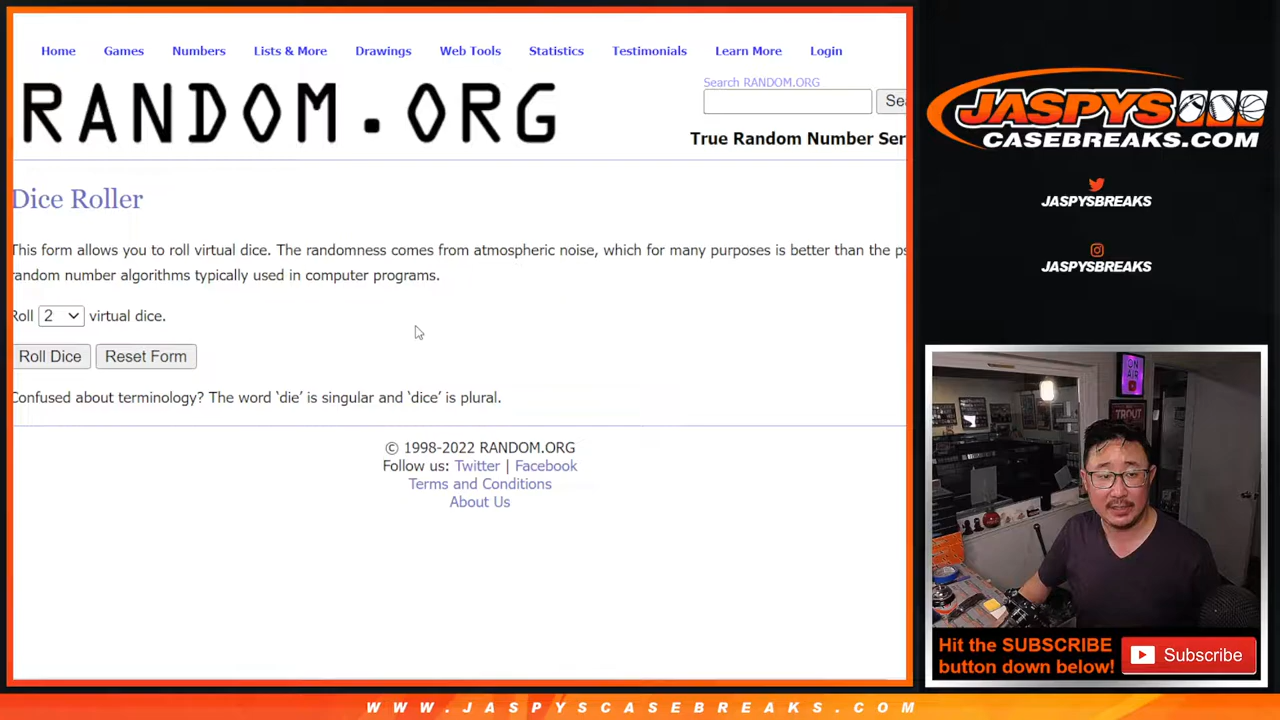 Home Games Numbers Lists & More Drawings Web Tools Statistics Testimonials Learn More Login
RANDOM.ORG
Search RANDOM.ORG
Sea
True Random Number Ser
Dice Roller
This form allows you to roll virtual dice. The randomness comes from atmospheric noise, which for many purposes is better than the ps
random number algorithms typically used in computer programs.
Roll 2 virtual dice.
Roll Dice Reset Form
Confused about terminology? The word ‘die’ is singular and ‘dice’ is plural.
© 1998-2022 RANDOM.ORG
Follow us: Twitter | Facebook
Terms and Conditions
About Us
JASPYS
CASEBREAKS.COM
JASPYSBREAKS
JASPYSBREAKS
ON
AIR
TROUT
Hit the SUBSCRIBE
button down below!
Subscribe
WWW.JASPYSCASEBREAKS.COM